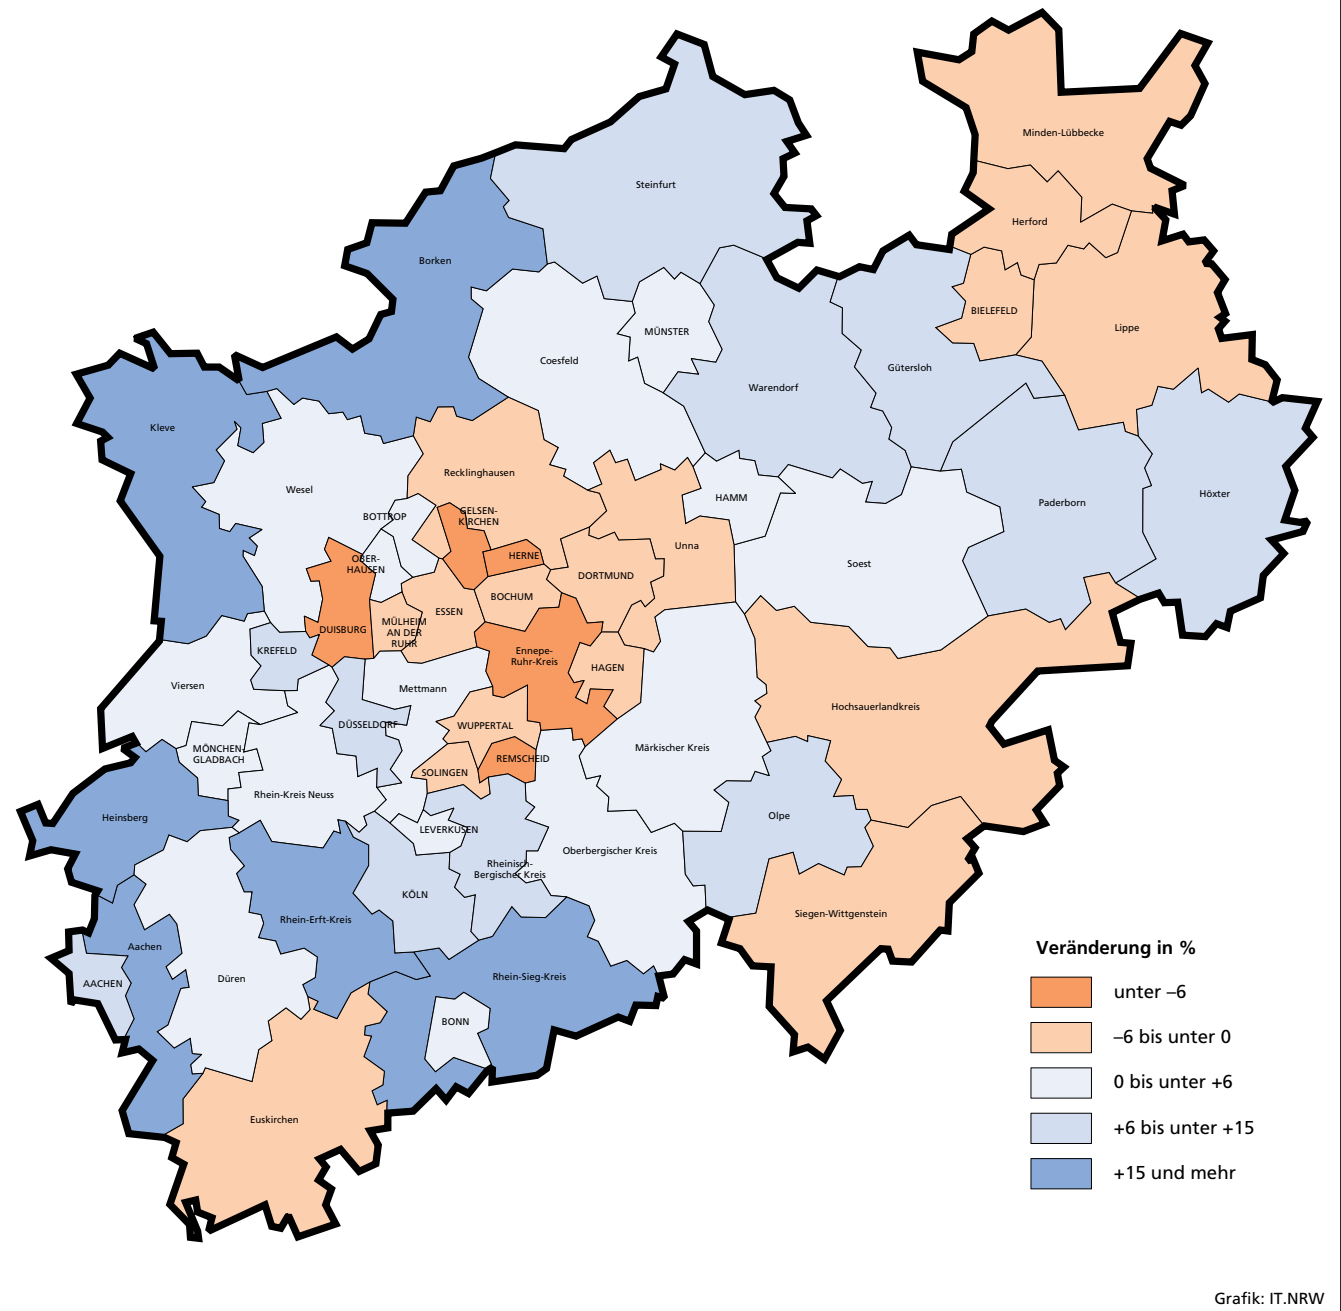 Minden-Lübbecke
Steinfurt
Herford
Borken
BIELEFELD
Lippe
MÜNSTER
Coesfeld
Gütersloh
Warendorf
Kleve
Recklinghausen
Wesel
HAMM
Höxter
Paderborn
BOTTROP
GELSEN-
KIRCHEN
Unna
HERNE
OBER-
HAUSEN
Soest
DORTMUND
BOCHUM
ESSEN
MÜLHEIM
AN DER
RUHR
DUISBURG
KREFELD
Ennepe-
Ruhr-Kreis
HAGEN
Viersen
Mettmann
Hochsauerlandkreis
DÜSSELDORF
WUPPERTAL
MÖNCHEN-
GLADBACH
Märkischer Kreis
REMSCHEID
SOLINGEN
Rhein-Kreis Neuss
Heinsberg
Olpe
LEVERKUSEN
Oberbergischer Kreis
Rheinisch-
Bergischer Kreis
KÖLN
Siegen-Wittgenstein
Rhein-Erft-Kreis
Aachen
Düren
Rhein-Sieg-Kreis
AACHEN
BONN
Euskirchen
Veränderung in %
unter –6
–6 bis unter 0
0 bis unter +6
+6 bis unter +15
+15 und mehr
Grafik: IT.NRW